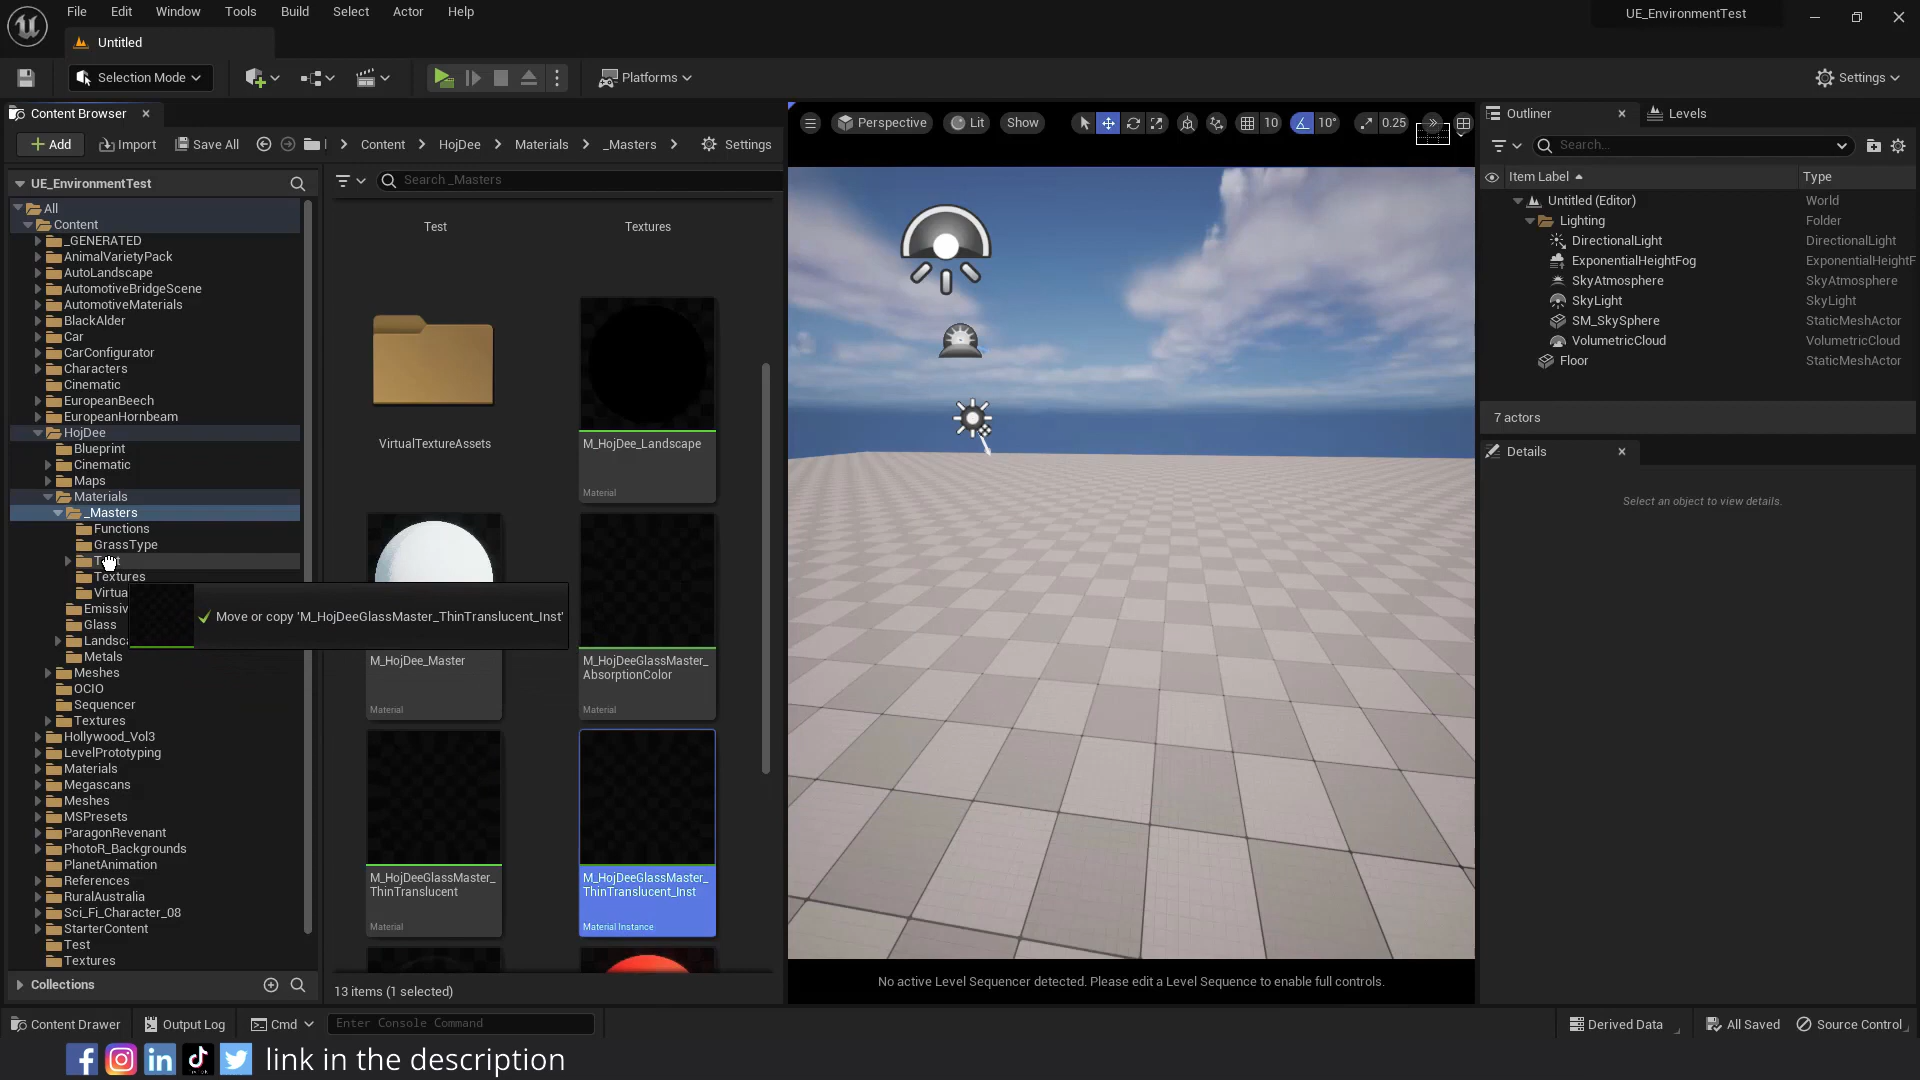 File Edit Window Tools Build Select Actor Help
UE_EnvironmentTest
Untitled
Selection Mode
Platforms
Settings
Content Browser
Add Import Save All Content HojDee Materials _Masters Settings
UE_EnvironmentTest
All
Content
_GENERATED
AnimalVarietyPack
AutoLandscape
AutomotiveBridgeScene
AutomotiveMaterials
BlackAlder
Car
CarConfigurator
Characters
Cinematic
EuropeanBeech
EuropeanHornbeam
HojDee
Blueprint
Cinematic
Maps
Materials
_Masters
Functions
GrassType
Textures
Virtua
Emissiv
Glass
Landsca
Metals
Meshes
OCIO
Sequencer
Textures
Hollywood_Vol3
LevelPrototyping
Materials
Megascans
Meshes
MSPresets
ParagonRevenant
PhotoR_Backgrounds
PlanetAnimation
References
RuralAustralia
Sci_Fi_Character_08
StarterContent
Test
Textures
Collections
Search _Masters
Test
Textures
VirtualTextureAssets
M_HojDee_Landscape
Material
Move or copy 'M_HojDeeGlassMaster_ThinTranslucent_Inst'
M_HojDee_Master
Material
M_HojDeeGlassMaster_
AbsorptionColor
Material
M_HojDeeGlassMaster_
ThinTranslucent
Material
M_HojDeeGlassMaster_
ThinTranslucent_Inst
Material Instance
13 items (1 selected)
Perspective Lit Show 10 10° 0.25
No active Level Sequencer detected. Please edit a Level Sequence to enable full controls.
Outliner Levels
Search...
Item Label Type
Untitled (Editor) World
Lighting Folder
DirectionalLight DirectionalLight
ExponentialHeightFog ExponentialHeightF
SkyAtmosphere SkyAtmosphere
SkyLight SkyLight
SM_SkySphere StaticMeshActor
VolumetricCloud VolumetricCloud
Floor StaticMeshActor
7 actors
Details
Select an object to view details.
Content Drawer Output Log Cmd Enter Console Command Derived Data All Saved Source Control
link in the description